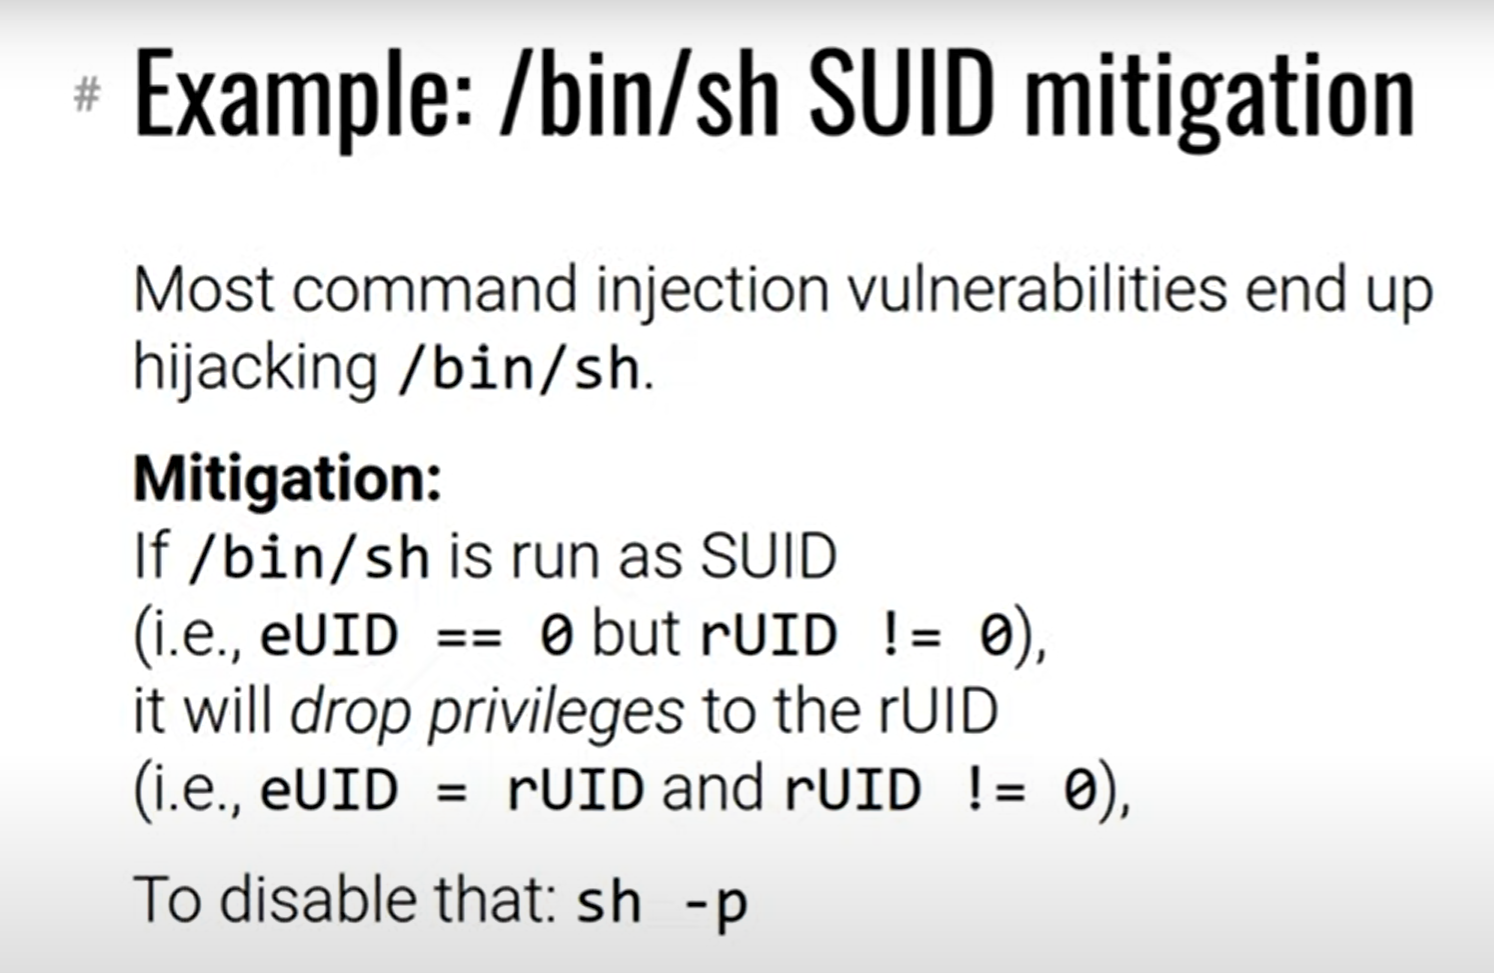 # Example: /bin/sh SUID mitigation
Most command injection vulnerabilities end up
hijacking /bin/sh.
Mitigation:
If /bin/sh is run as SUID
(i.e., eUID == 0 but rUID != 0),
it will drop privileges to the rUID
(i.e., eUID = rUID and rUID != 0),
To disable that: sh -p